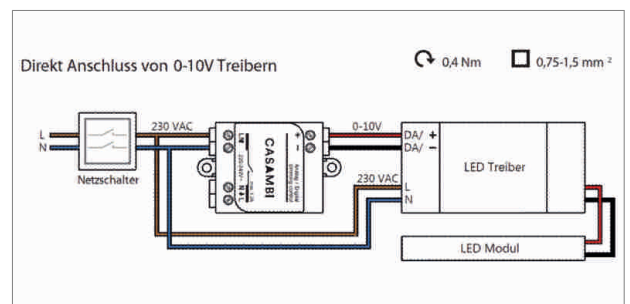 Direkt Anschluss von 0-10V Treibern
0,4 Nm
0,75-1,5 mm ²
L
N
Netzschalter
230 VAC
CASAMBI
0-10V
DA/ +
DA/ −
230 VAC
L
N
LED Treiber
LED Modul